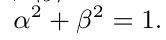 α² + β² = 1.